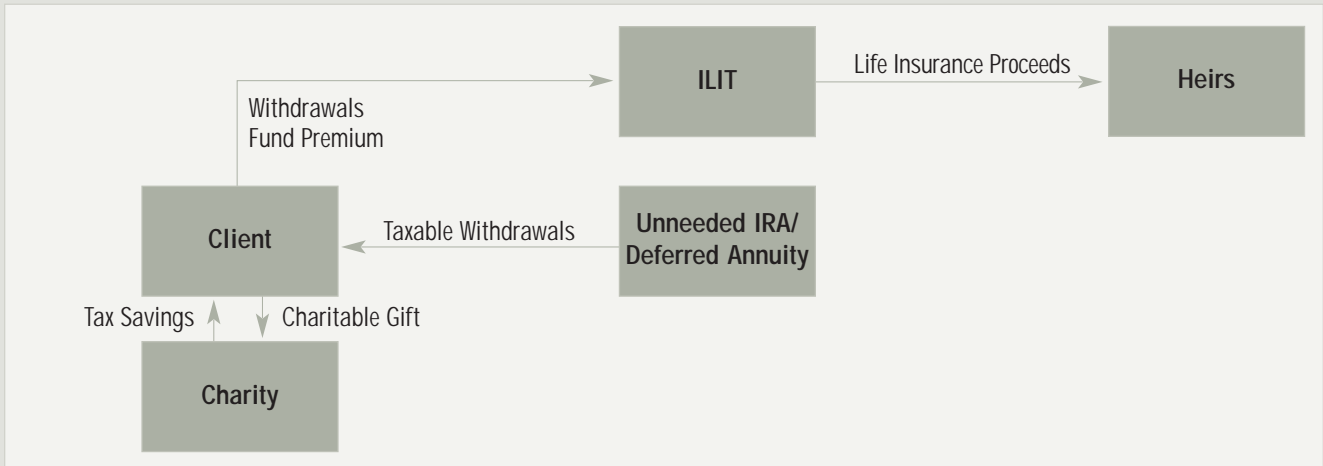 ILIT
Life Insurance Proceeds
Heirs
Withdrawals
Fund Premium
Client
Taxable Withdrawals
Unneeded IRA/
Deferred Annuity
Tax Savings
Charitable Gift
Charity